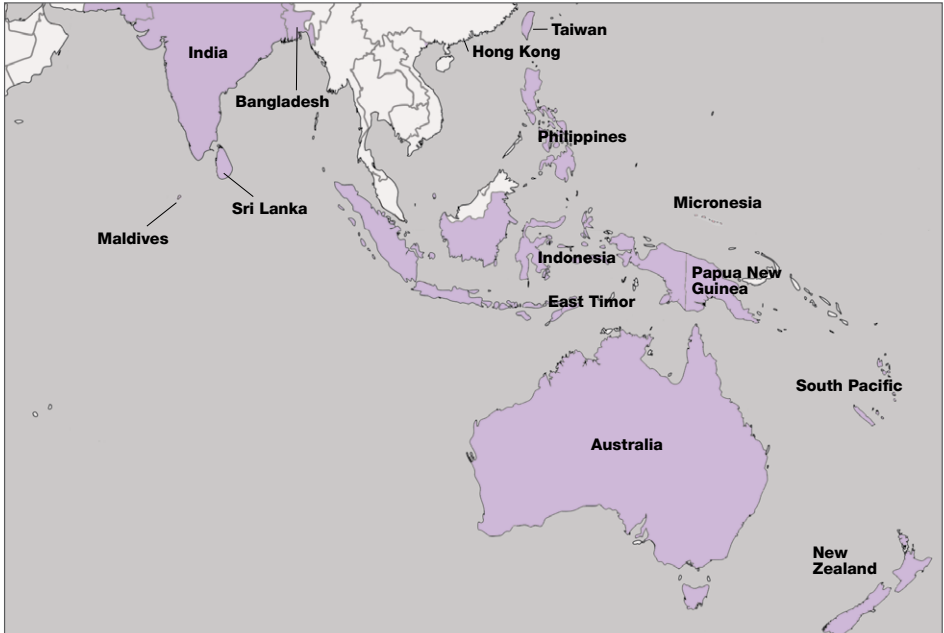 Taiwan
Hong Kong
India
Bangladesh
Philippines
Sri Lanka
Micronesia
Maldives
Indonesia
Papua New
Guinea
East Timor
South Pacific
Australia
New
Zealand